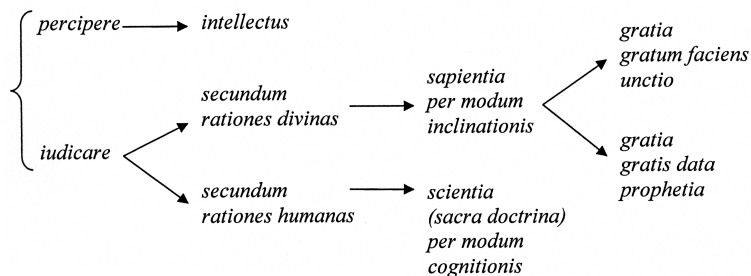 percipere
intellectus
iudicare
secundum
rationes divinas
sapientia
per modum
inclinationis
gratia
gratum faciens
unctio
gratia
gratis data
prophetia
secundum
rationes humanas
scientia
(sacra doctrina)
per modum
cognitionis